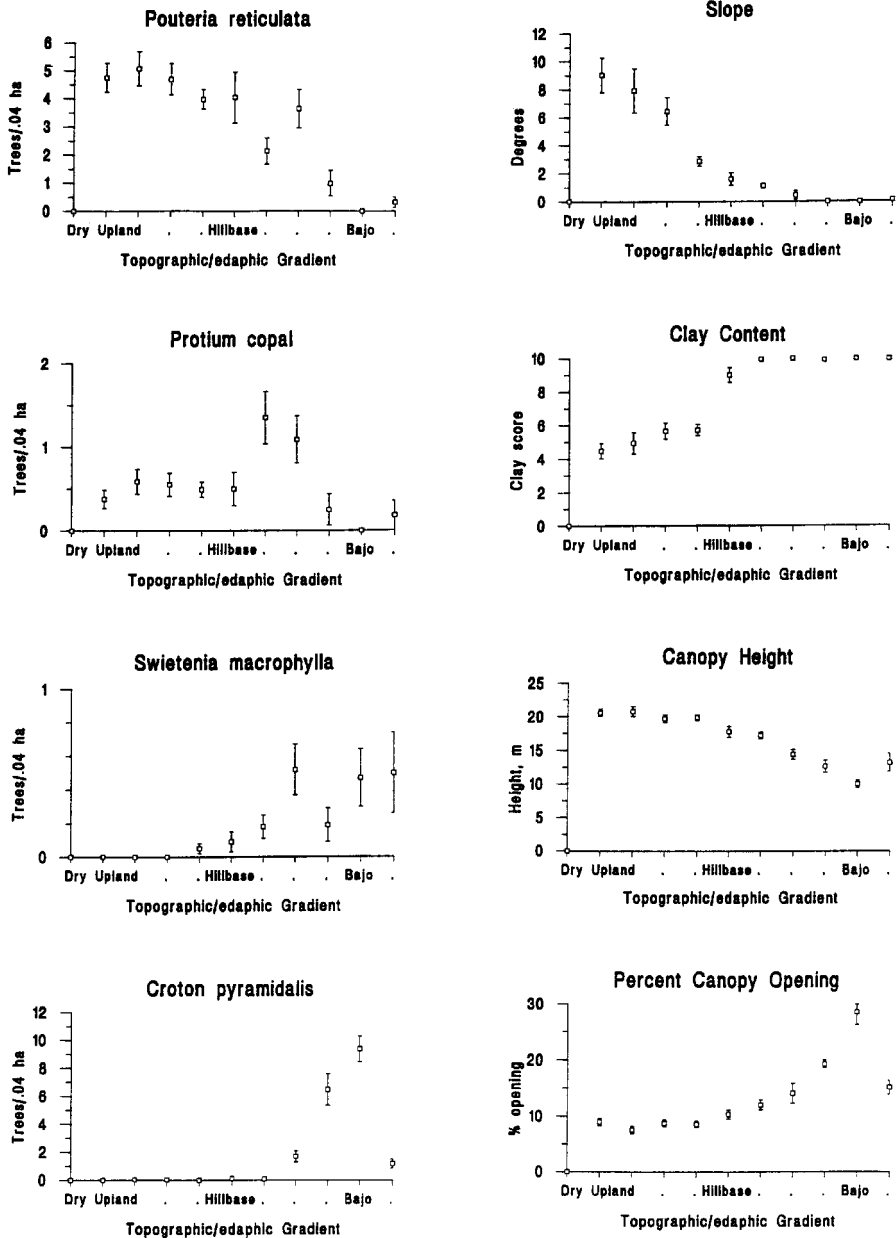 Pouteria reticulata
6
5
4
3
2
1
0
Trees/.04 ha
Dry Upland . . Hillbase . . . Bajo .
Topographic/edaphic Gradient
Slope
12
10
8
6
4
2
0
Degrees
Dry Upland . . Hillbase . . . Bajo .
Topographic/edaphic Gradient
Protium copal
2
1
0
Trees/.04 ha
Dry Upland . . Hillbase . . . Bajo .
Topographic/edaphic Gradient
Clay Content
10
8
6
4
2
0
Clay score
Dry Upland . . Hillbase . . . Bajo .
Topographic/edaphic Gradient
Swietenia macrophylla
1
0
Trees/.04 ha
Dry Upland . . Hillbase . . . Bajo .
Topographic/edaphic Gradient
Canopy Height
25
20
15
10
5
0
Height, m
Dry Upland . . Hillbase . . . Bajo .
Topographic/edaphic Gradient
Croton pyramidalis
12
10
8
6
4
2
0
Trees/.04 ha
Dry Upland . . Hillbase . . . Bajo .
Topographic/edaphic Gradient
Percent Canopy Opening
30
20
10
0
% opening
Dry Upland . . Hillbase . . . Bajo .
Topographic/edaphic Gradient